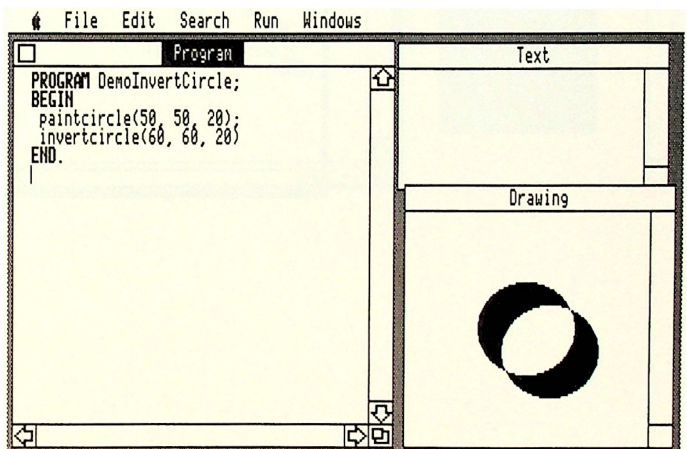 File Edit Search Run Windows
Program
PROGRAM DemoInvertCircle;
BEGIN
paintcircle(50, 50, 20);
invertcircle(60, 60, 20)
END.
Text
Drawing